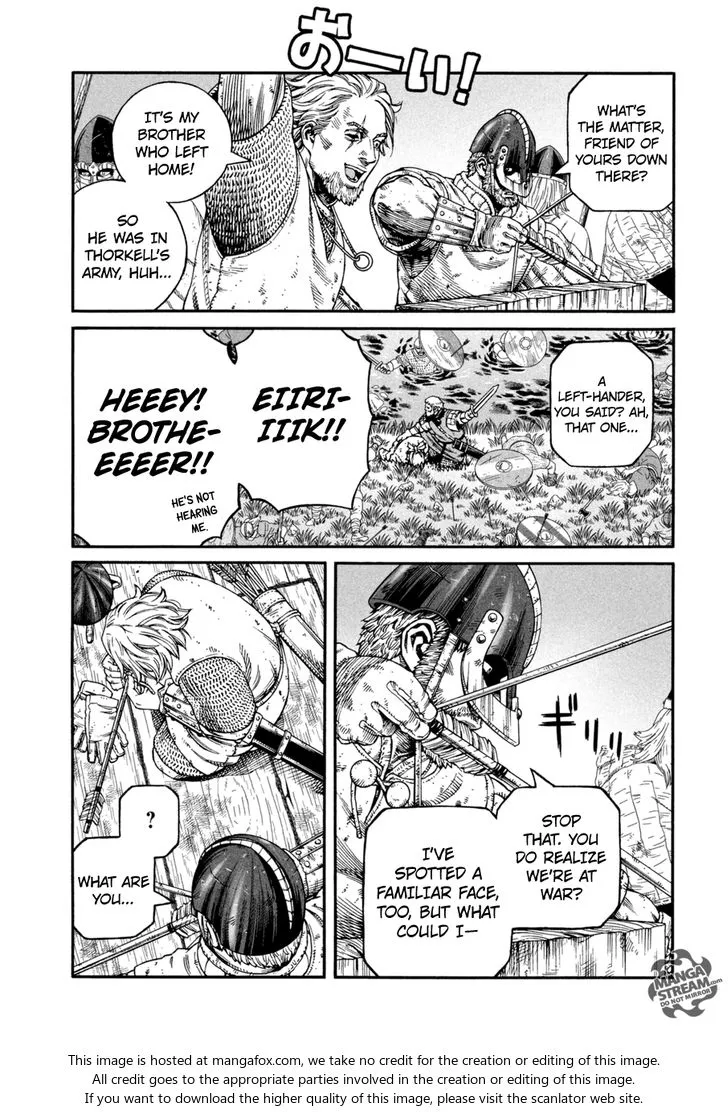 おーい!
WHAT'S
THE MATTER,
FRIEND OF
YOURS DOWN
THERE?
IT'S MY
BROTHER
WHO LEFT
HOME!
SO
HE WAS IN
THORKELL'S
ARMY, HUH...
A
LEFT-HANDER,
YOU SAID? AH,
THAT ONE...
EIIRI-
IIIK!!
HEEEY!
BROTHE-
EEEER!!
HE'S NOT
HEARING
ME.
ギギ
STOP
THAT. YOU
DO REALIZE
WE'RE AT
WAR?
I'VE
SPOTTED A
FAMILIAR FACE,
TOO, BUT WHAT
COULD I—
?
WHAT ARE
YOU...
MANGA
STREAM.com
DO NOT MIRROR
This image is hosted at mangafox.com, we take no credit for the creation or editing of this image.
All credit goes to the appropriate parties involved in the creation or editing of this image.
If you want to download the higher quality of this image, please visit the scanlator web site.